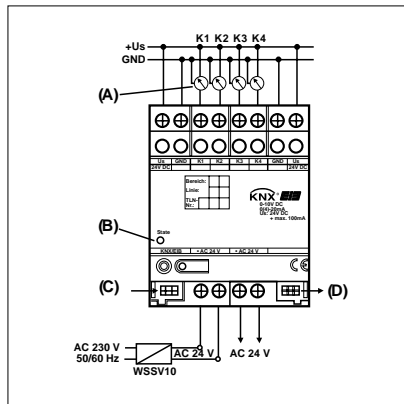 K1 K2 K3 K4
+Us
GND
(A)
Us GND K1 K2 K3 K4 GND Us
24V DC 24V DC
Bereich:
Linie:
TLN-
Nr.:
KNX® EIB
0-10V DC
0(4)-20mA
Us: 24V DC
+ max. 100mA
(B)
State
KNX/EIB ≈ AC 24 V ≈ AC 24 V
(C)
(D)
AC 230 V
50/60 Hz
AC 24 V
AC 24 V
WSSV10